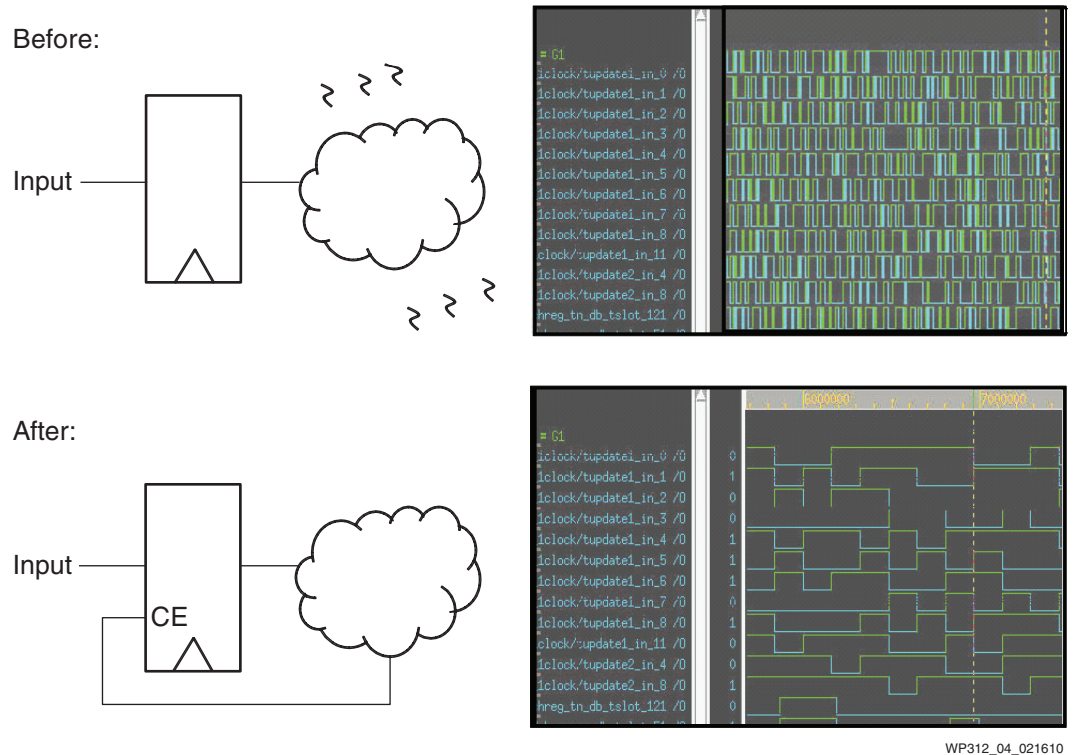 Before:
Input
= G1
1clock/tupdate1_in_0 /0
1clock/tupdate1_in_1 /0
1clock/tupdate1_in_2 /0
1clock/tupdate1_in_3 /0
1clock/tupdate1_in_4 /0
1clock/tupdate1_in_5 /0
1clock/tupdate1_in_6 /0
1clock/tupdate1_in_7 /0
1clock/tupdate1_in_8 /0
clock/tupdate1_in_11 /0
1clock/tupdate2_in_4 /0
1clock/tupdate2_in_8 /0
hreg_tn_db_tslot_121 /0
After:
Input
CE
6000000 7000000
= G1
1clock/tupdate1_in_0 /0 0
1clock/tupdate1_in_1 /0 1
1clock/tupdate1_in_2 /0 0
1clock/tupdate1_in_3 /0 0
1clock/tupdate1_in_4 /0 1
1clock/tupdate1_in_5 /0 1
1clock/tupdate1_in_6 /0 1
1clock/tupdate1_in_7 /0 0
1clock/tupdate1_in_8 /0 1
clock/tupdate1_in_11 /0 0
1clock/tupdate2_in_4 /0 0
1clock/tupdate2_in_8 /0 1
hreg_tn_db_tslot_121 /0 0
WP312_04_021610